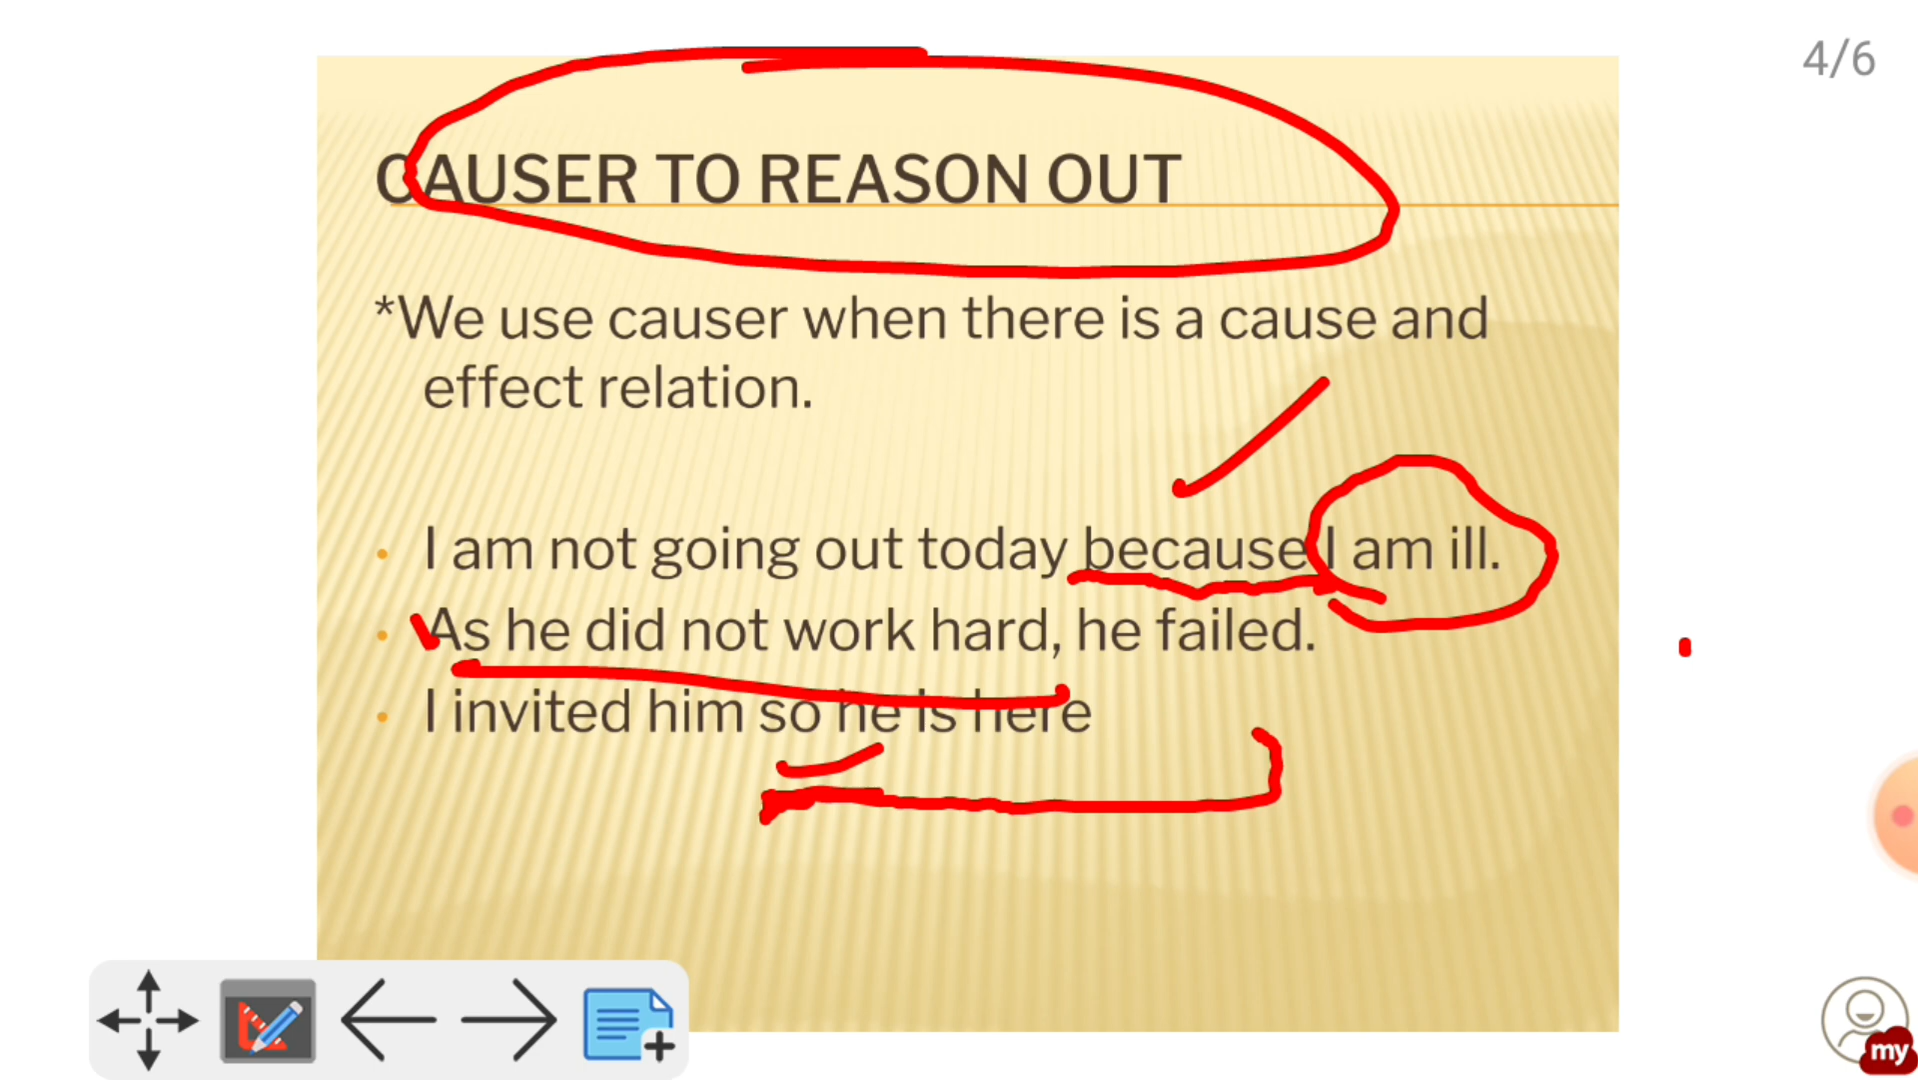 4/6
CAUSER TO REASON OUT
*We use causer when there is a cause and
effect relation.
• I am not going out today because I am ill.
• As he did not work hard, he failed.
• I invited him so he is here
my